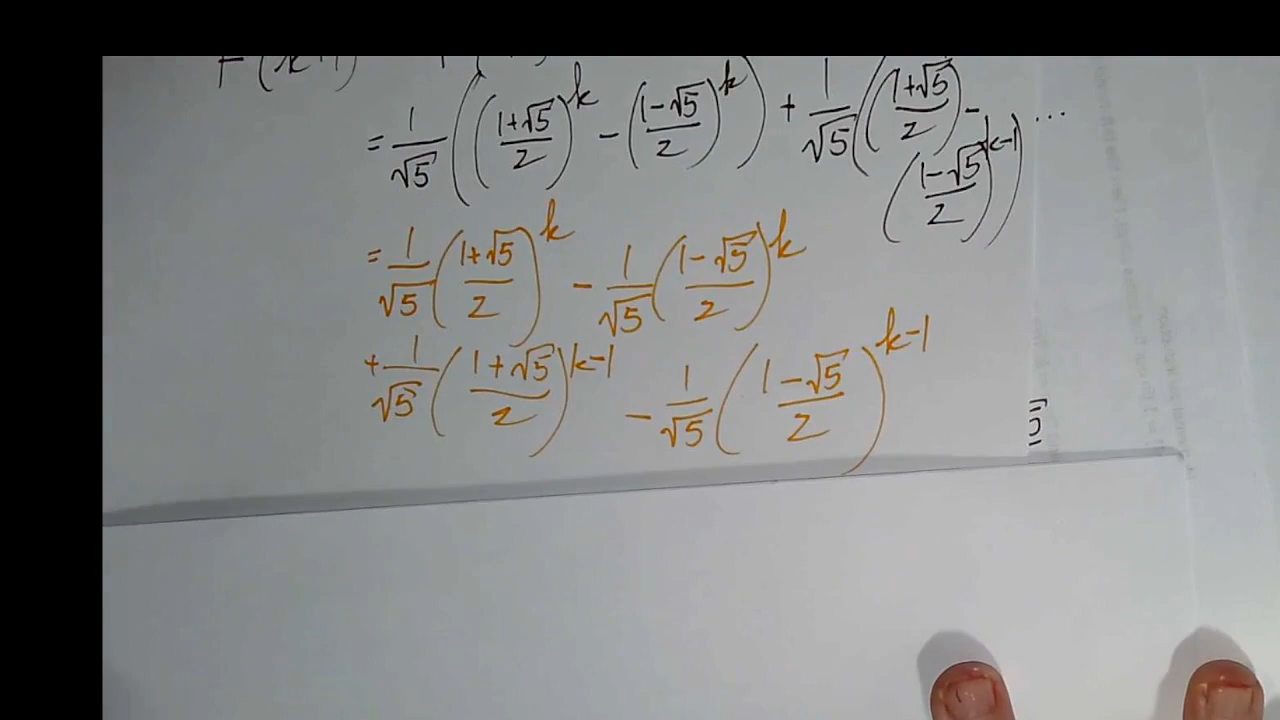 F(k+1)
= 1/√5 ( ( (1+√5)/2 )^k − ( (1−√5)/2 )^k ) + 1/√5 ( ( (1+√5)/2 ) − ...
( (1−√5)/2 )^k−1 )
= 1/√5 ( (1+√5)/2 )^k − 1/√5 ( (1−√5)/2 )^k
+ 1/√5 ( (1+√5)/2 )^k−1 − 1/√5 ( (1−√5)/2 )^k−1